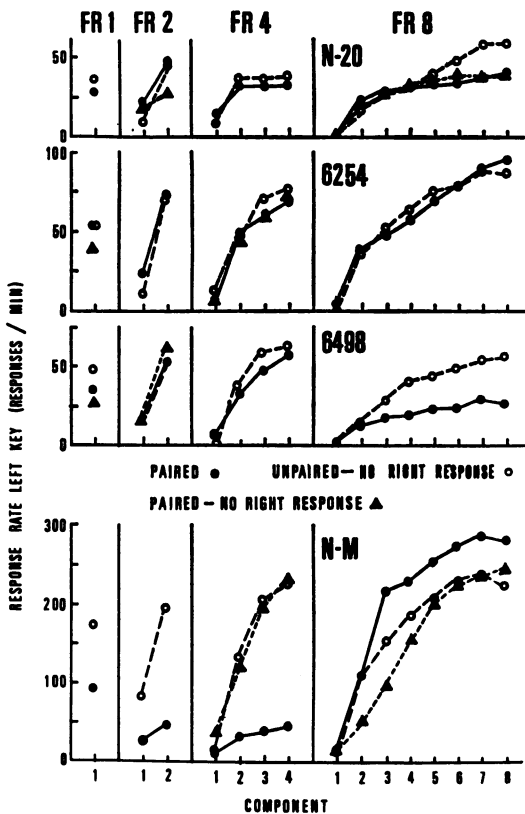 FR 1 FR 2 FR 4 FR 8
50
0
N-20
100
50
0
6254
50
0
6498
RESPONSE RATE LEFT KEY (RESPONSES / MIN)
PAIRED ● UNPAIRED — NO RIGHT RESPONSE ○
PAIRED — NO RIGHT RESPONSE ▲
300
200
100
0
N-M
1 1 2 1 2 3 4 1 2 3 4 5 6 7 8
COMPONENT